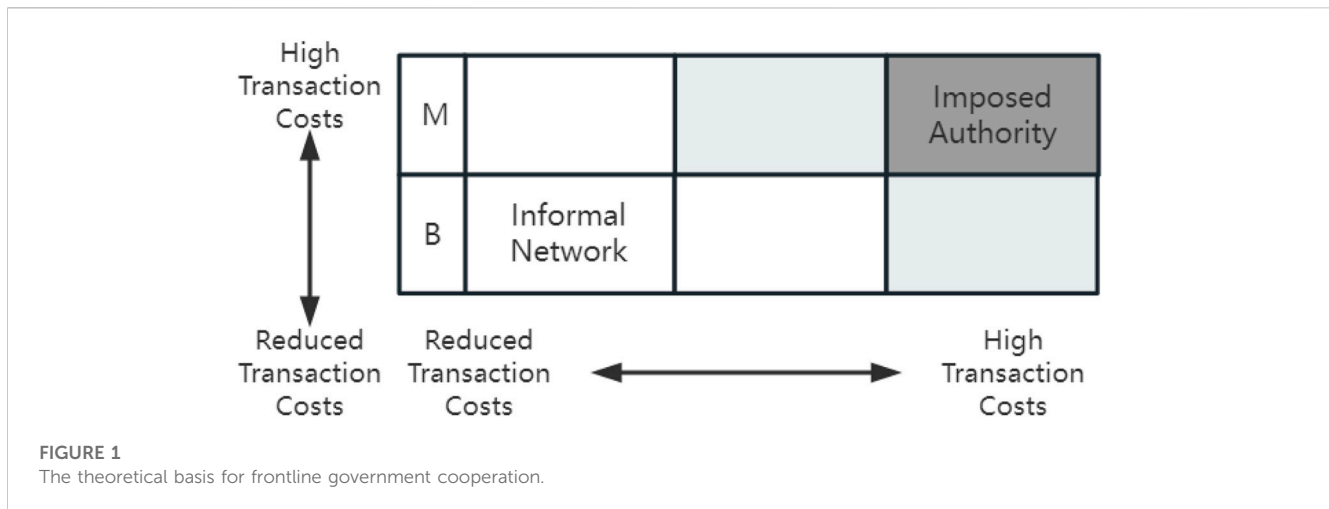 High
Transaction
Costs
M
Imposed
Authority
B
Informal
Network
Reduced
Transaction
Costs
Reduced
Transaction
Costs
High
Transaction
Costs
FIGURE 1
The theoretical basis for frontline government cooperation.